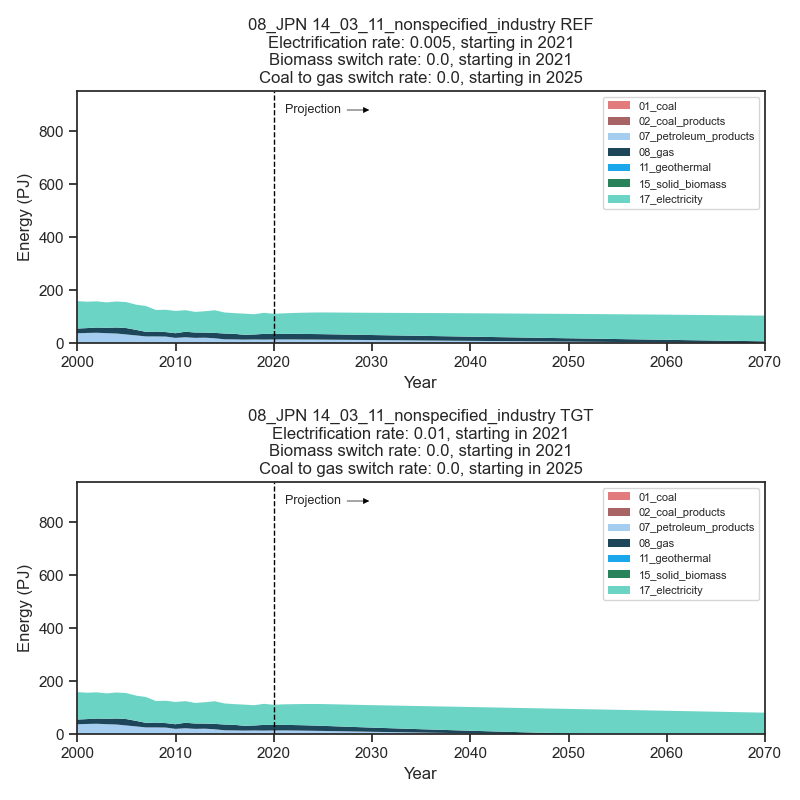 08_JPN 14_03_11_nonspecified_industry REF
Electrification rate: 0.005, starting in 2021
Biomass switch rate: 0.0, starting in 2021
Coal to gas switch rate: 0.0, starting in 2025
Projection
01_coal
02_coal_products
07_petroleum_products
08_gas
11_geothermal
15_solid_biomass
17_electricity
Energy (PJ)
800
600
400
200
0
2000 2010 2020 2030 2040 2050 2060 2070
Year
08_JPN 14_03_11_nonspecified_industry TGT
Electrification rate: 0.01, starting in 2021
Biomass switch rate: 0.0, starting in 2021
Coal to gas switch rate: 0.0, starting in 2025
Projection
01_coal
02_coal_products
07_petroleum_products
08_gas
11_geothermal
15_solid_biomass
17_electricity
Energy (PJ)
800
600
400
200
0
2000 2010 2020 2030 2040 2050 2060 2070
Year